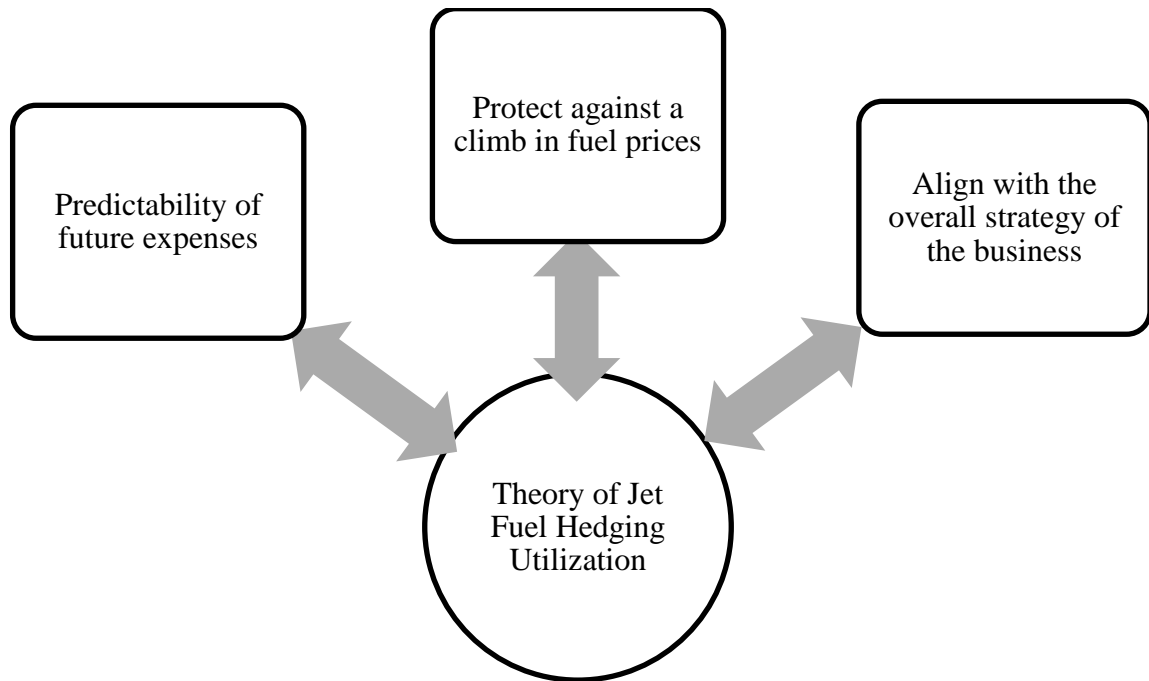 Predictability of
future expenses
Protect against a
climb in fuel prices
Align with the
overall strategy of
the business
Theory of Jet
Fuel Hedging
Utilization